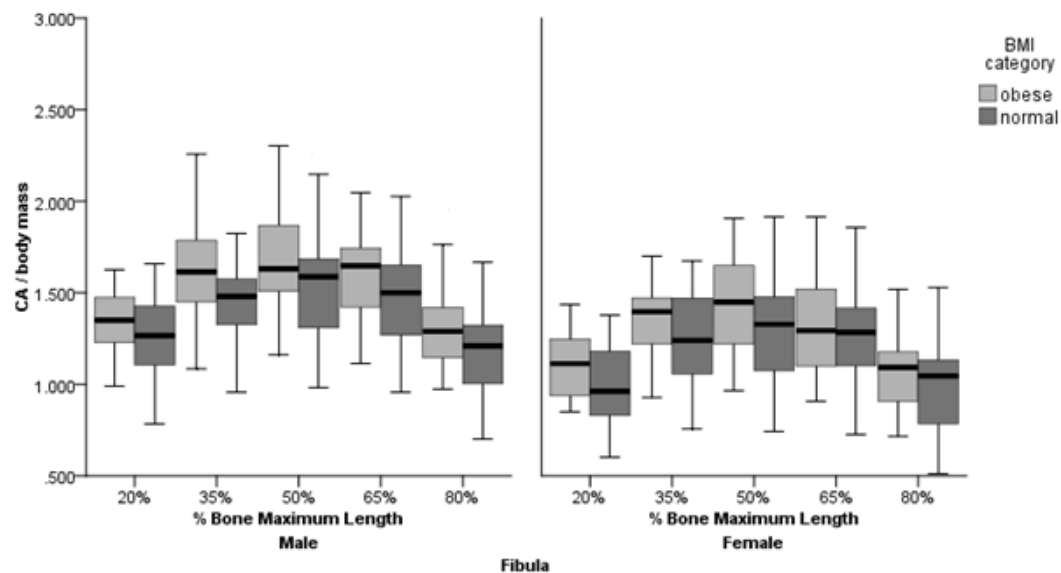 3.000
2.500
2.000
1.500
1.000
.500
CA / body mass
20% 35% 50% 65% 80%
% Bone Maximum Length
Male
20% 35% 50% 65% 80%
% Bone Maximum Length
Female
Fibula
BMI
category
obese
normal